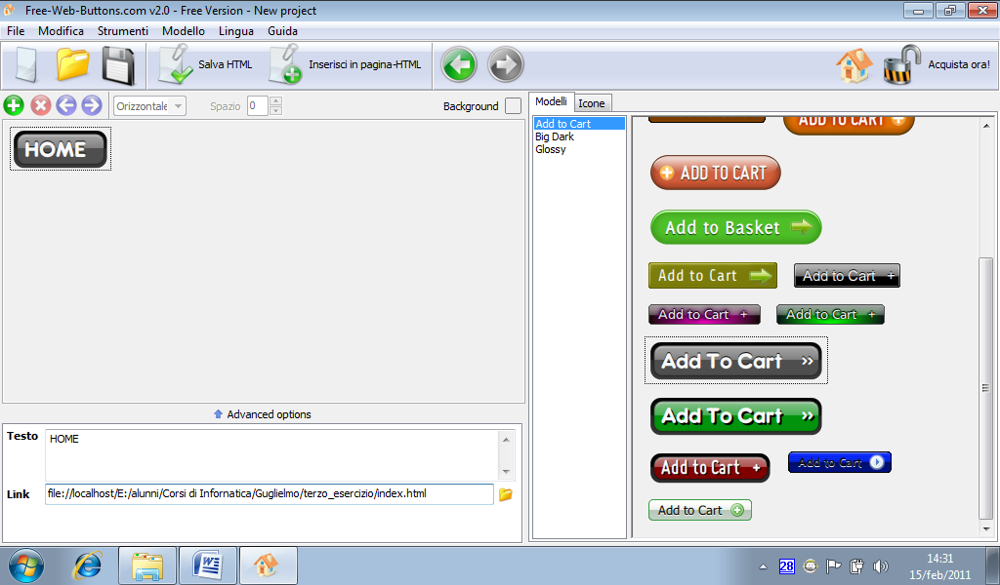 Free-Web-Buttons.com v2.0 - Free Version - New project
File Modifica Strumenti Modello Lingua Guida
Salva HTML Inserisci in pagina-HTML Acquista ora!
Orizzontale Spazio 0 Background
Modelli Icone
HOME
Add to Cart
Big Dark
Glossy
ADD TO CART
ADD TO CART
Add to Basket
Add to Cart Add to Cart +
Add to Cart + Add to Cart +
Add To Cart »
Add To Cart »
Add to Cart + Add to Cart
Add to Cart
Advanced options
Testo HOME
Link file://localhost/E:/alunni/Corsi di Informatica/Guglielmo/terzo_esercizio/index.html
28
14:31
15/feb/2011